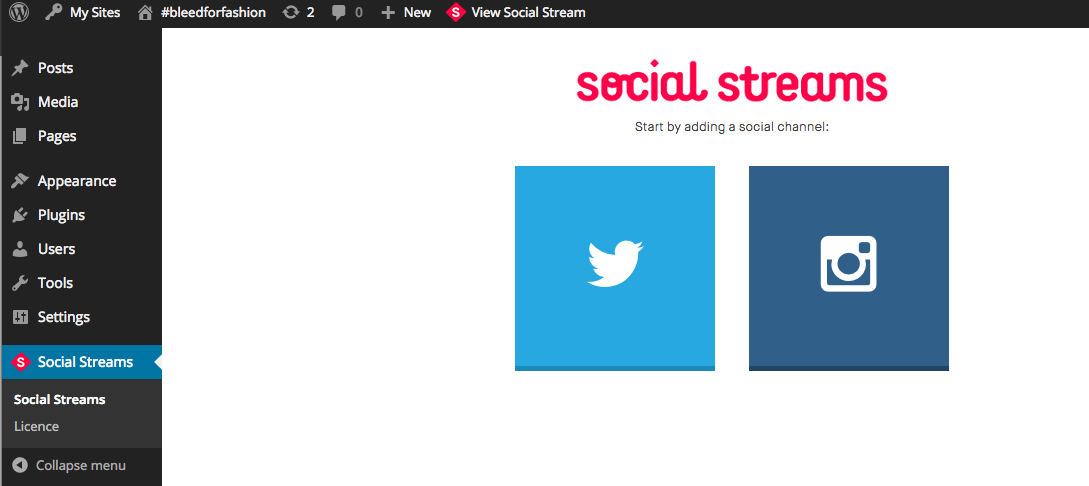 My Sites #bleedforfashion 2 0 New S View Social Stream
Posts
Media
Pages
Appearance
Plugins
Users
Tools
Settings
S Social Streams
Social Streams
Licence
Collapse menu
social streams
Start by adding a social channel: